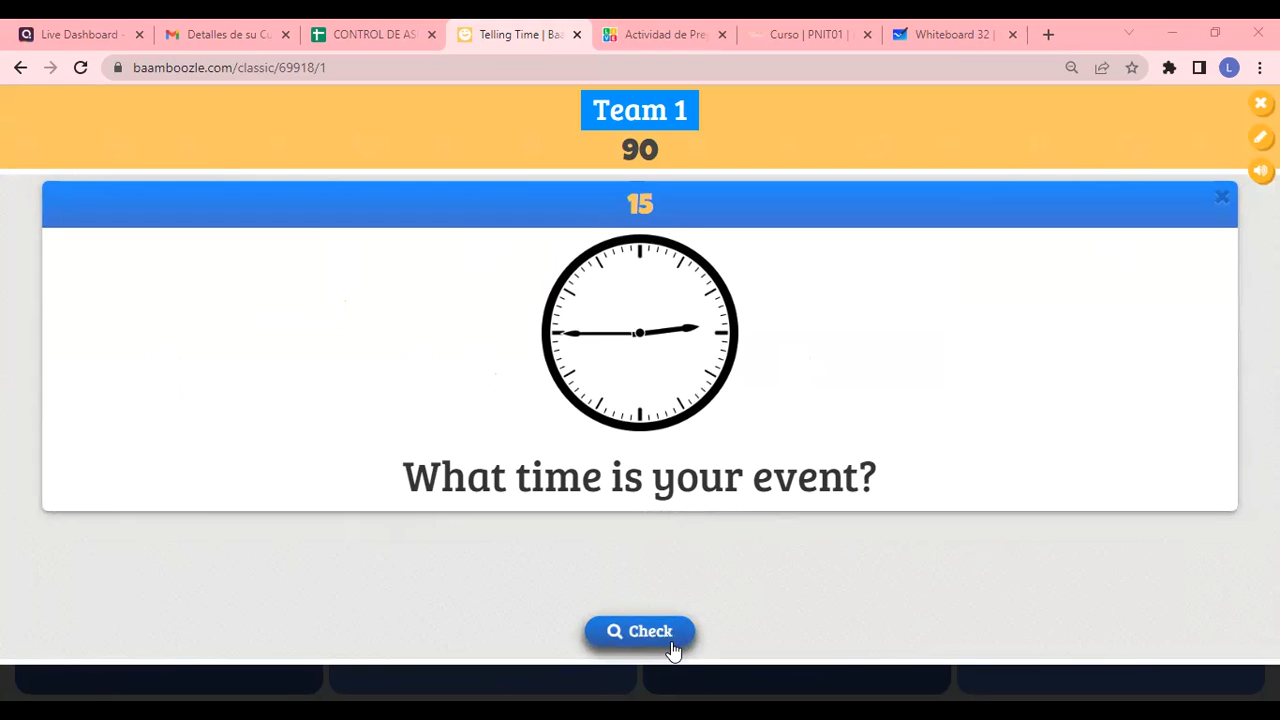 Live Dashboard -
Detalles de su Cu
CONTROL DE AS
Telling Time | Baa
Actividad de Pre
Curso | PNIT01 |
Whiteboard 32 |
baamboozle.com/classic/69918/1
L
Team 1
90
15
What time is your event?
Check